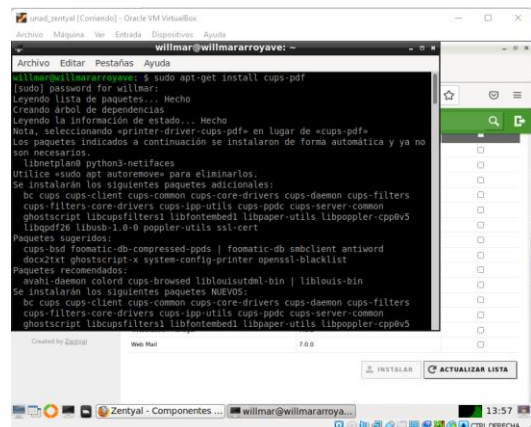 unad_zentyal [Corriendo] - Oracle VM VirtualBox
Archivo Máquina Ver Entrada Dispositivos Ayuda
willmar@willmararroyave: ~
Archivo Editar Pestañas Ayuda
willmar@willmararroyave: $ sudo apt-get install cups-pdf
[sudo] password for willmar:
Leyendo lista de paquetes... Hecho
Creando árbol de dependencias
Leyendo la información de estado... Hecho
Nota, seleccionando «printer-driver-cups-pdf» en lugar de «cups-pdf»
Los paquetes indicados a continuación se instalaron de forma automática y ya no
son necesarios.
libnetplan0 python3-netifaces
Utilice «sudo apt autoremove» para eliminarlos.
Se instalarán los siguientes paquetes adicionales:
bc cups cups-client cups-common cups-core-drivers cups-daemon cups-filters
cups-filters-core-drivers cups-ipp-utils cups-ppdc cups-server-common
ghostscript libcupsfilters1 libfontembed1 libpaper-utils libpoppler-cpp0v5
libqpdf26 libusb-1.0-0 poppler-utils ssl-cert
Paquetes sugeridos:
cups-bsd foomatic-db-compressed-ppds | foomatic-db smbclient antiword
docx2txt ghostscript-x system-config-printer openssl-blacklist
Paquetes recomendados:
avahi-daemon colord cups-browsed liblouisutdml-bin | liblouis-bin
Se instalarán los siguientes paquetes NUEVOS:
bc cups cups-client cups-common cups-core-drivers cups-daemon cups-filters
cups-filters-core-drivers cups-ipp-utils cups-ppdc cups-server-common
ghostscript libcupsfilters1 libfontembed1 libpaper-utils libpoppler-cpp0v5
Created by Zentyal
Web Mail 7.0.0
INSTALAR ACTUALIZAR LISTA
Zentyal - Componentes ... willmar@willmararroya... 13:57
CTRL DERECHA